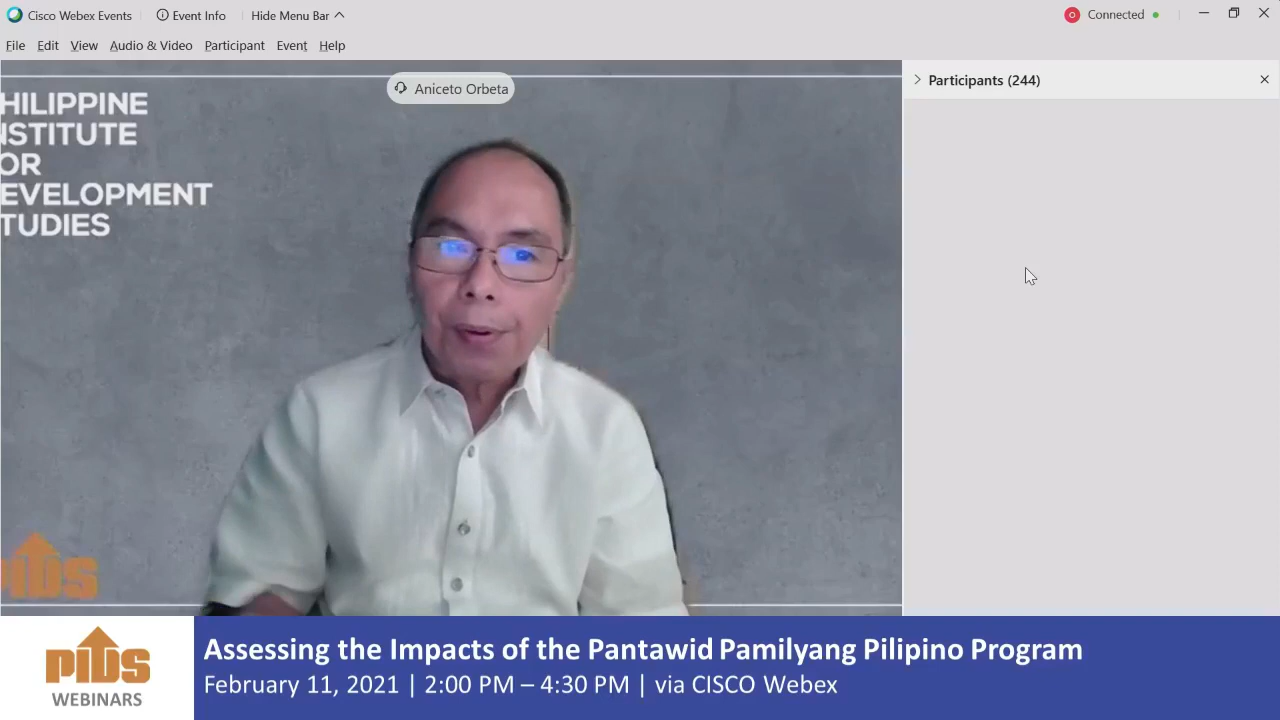 Cisco Webex Events
Event Info
Hide Menu Bar
Connected
File Edit View Audio & Video Participant Event Help
Aniceto Orbeta
Participants (244)
HILIPPINE
NSTITUTE
OR
EVELOPMENT
TUDIES
PIDS
PIDS
WEBINARS
Assessing the Impacts of the Pantawid Pamilyang Pilipino Program
February 11, 2021 | 2:00 PM – 4:30 PM | via CISCO Webex